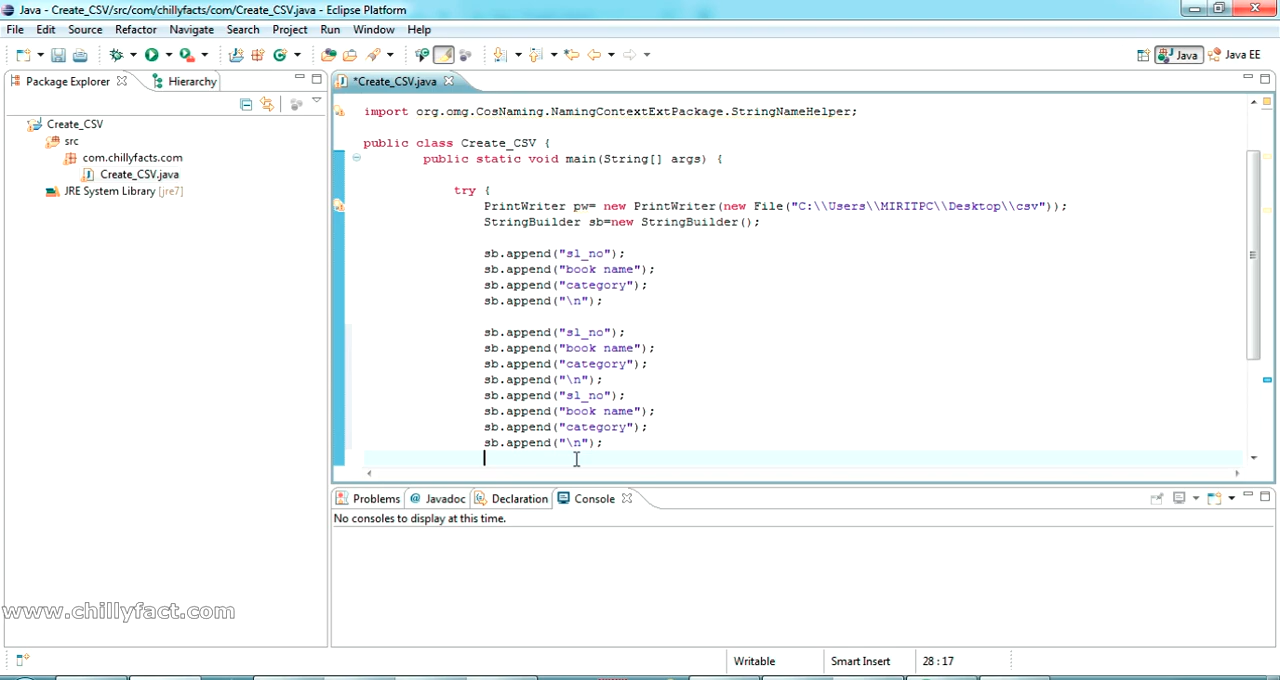 Java - Create_CSV/src/com/chillyfacts/com/Create_CSV.java - Eclipse Platform
File Edit Source Refactor Navigate Search Project Run Window Help
Java Java EE
Package Explorer Hierarchy
*Create_CSV.java
Create_CSV
src
com.chillyfacts.com
Create_CSV.java
JRE System Library [jre7]
import org.omg.CosNaming.NamingContextExtPackage.StringNameHelper;
public class Create_CSV {
public static void main(String[] args) {
try {
PrintWriter pw= new PrintWriter(new File("C:\\Users\\MIRITPC\\Desktop\\csv"));
StringBuilder sb=new StringBuilder();
sb.append("sl_no");
sb.append("book name");
sb.append("category");
sb.append("\n");
sb.append("sl_no");
sb.append("book name");
sb.append("category");
sb.append("\n");
sb.append("sl_no");
sb.append("book name");
sb.append("category");
sb.append("\n");
Problems @ Javadoc Declaration Console
No consoles to display at this time.
www.chillyfact.com
Writable Smart Insert 28 : 17